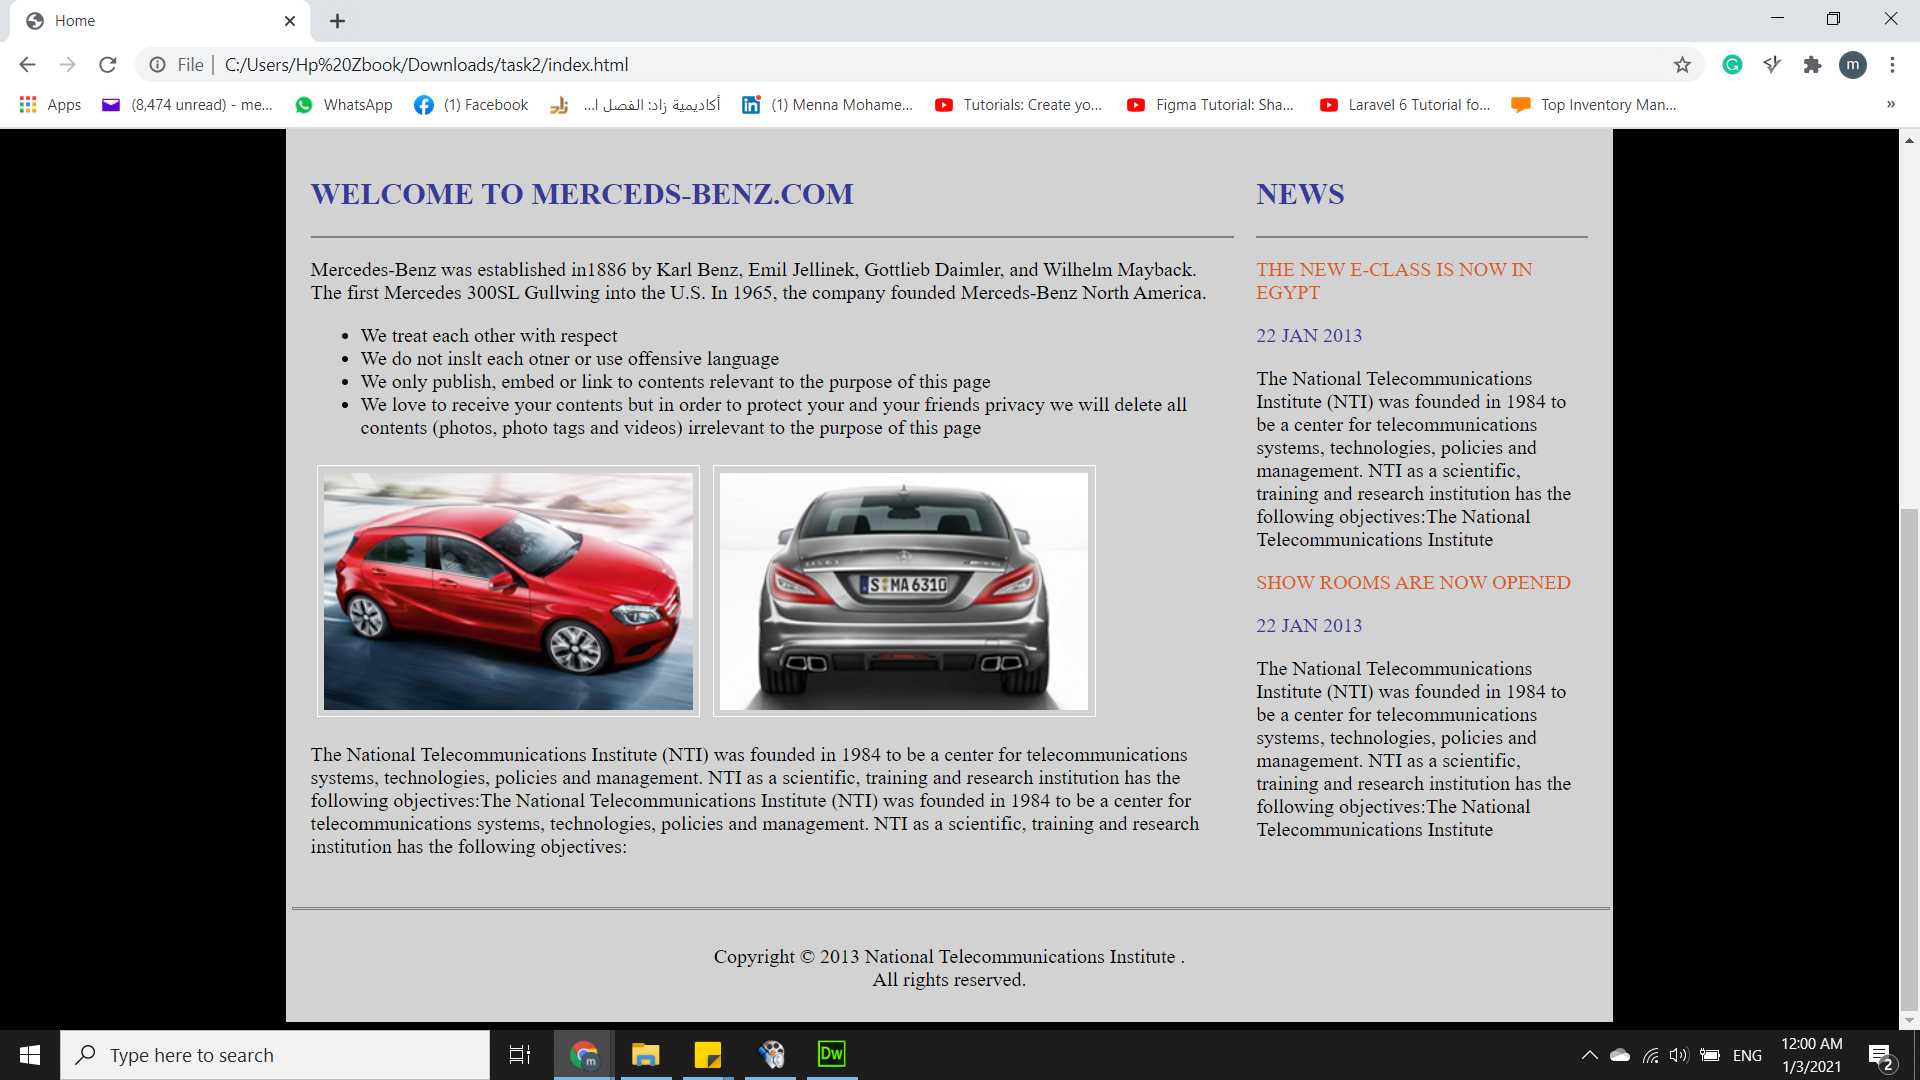 Home
File
C:/Users/Hp%20Zbook/Downloads/task2/index.html
m
Apps
(8,474 unread) - me...
WhatsApp
(1) Facebook
أكاديمية زاد: الفصل ا...
(1) Menna Mohame...
Tutorials: Create yo...
Figma Tutorial: Sha...
Laravel 6 Tutorial fo...
Top Inventory Man...
»
WELCOME TO MERCEDS-BENZ.COM
Mercedes-Benz was established in1886 by Karl Benz, Emil Jellinek, Gottlieb Daimler, and Wilhelm Mayback.
The first Mercedes 300SL Gullwing into the U.S. In 1965, the company founded Merceds-Benz North America.
• We treat each other with respect
• We do not inslt each otner or use offensive language
• We only publish, embed or link to contents relevant to the purpose of this page
• We love to receive your contents but in order to protect your and your friends privacy we will delete all
contents (photos, photo tags and videos) irrelevant to the purpose of this page
S MA 6310
The National Telecommunications Institute (NTI) was founded in 1984 to be a center for telecommunications
systems, technologies, policies and management. NTI as a scientific, training and research institution has the
following objectives:The National Telecommunications Institute (NTI) was founded in 1984 to be a center for
telecommunications systems, technologies, policies and management. NTI as a scientific, training and research
institution has the following objectives:
NEWS
THE NEW E-CLASS IS NOW IN
EGYPT
22 JAN 2013
The National Telecommunications
Institute (NTI) was founded in 1984 to
be a center for telecommunications
systems, technologies, policies and
management. NTI as a scientific,
training and research institution has the
following objectives:The National
Telecommunications Institute
SHOW ROOMS ARE NOW OPENED
22 JAN 2013
The National Telecommunications
Institute (NTI) was founded in 1984 to
be a center for telecommunications
systems, technologies, policies and
management. NTI as a scientific,
training and research institution has the
following objectives:The National
Telecommunications Institute
Copyright © 2013 National Telecommunications Institute .
All rights reserved.
Type here to search
m
Dw
ENG
12:00 AM
1/3/2021
2